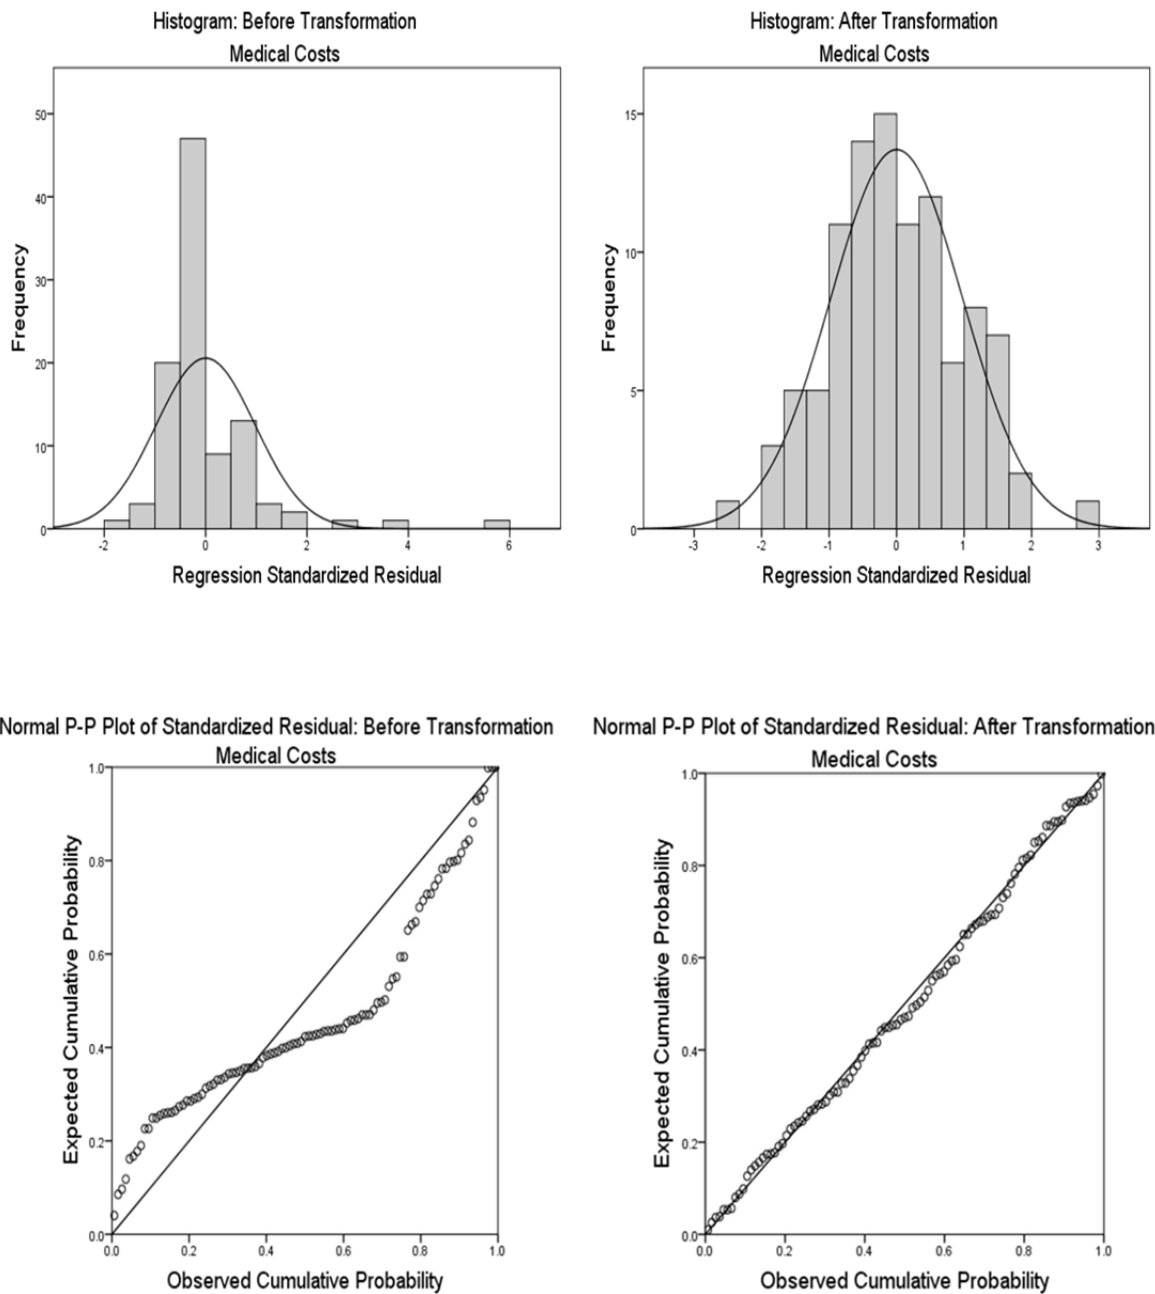 Histogram: Before Transformation
Medical Costs
50
40
30
20
10
0
Frequency
-2 0 2 4 6
Regression Standardized Residual
Histogram: After Transformation
Medical Costs
15
10
5
0
Frequency
-3 -2 -1 0 1 2 3
Regression Standardized Residual
Normal P-P Plot of Standardized Residual: Before Transformation
Medical Costs
1.0
0.8
0.6
0.4
0.2
0.0
Expected Cumulative Probability
0.0 0.2 0.4 0.6 0.8 1.0
Observed Cumulative Probability
Normal P-P Plot of Standardized Residual: After Transformation
Medical Costs
1.0
0.8
0.6
0.4
0.2
0.0
Expected Cumulative Probability
0.0 0.2 0.4 0.6 0.8 1.0
Observed Cumulative Probability